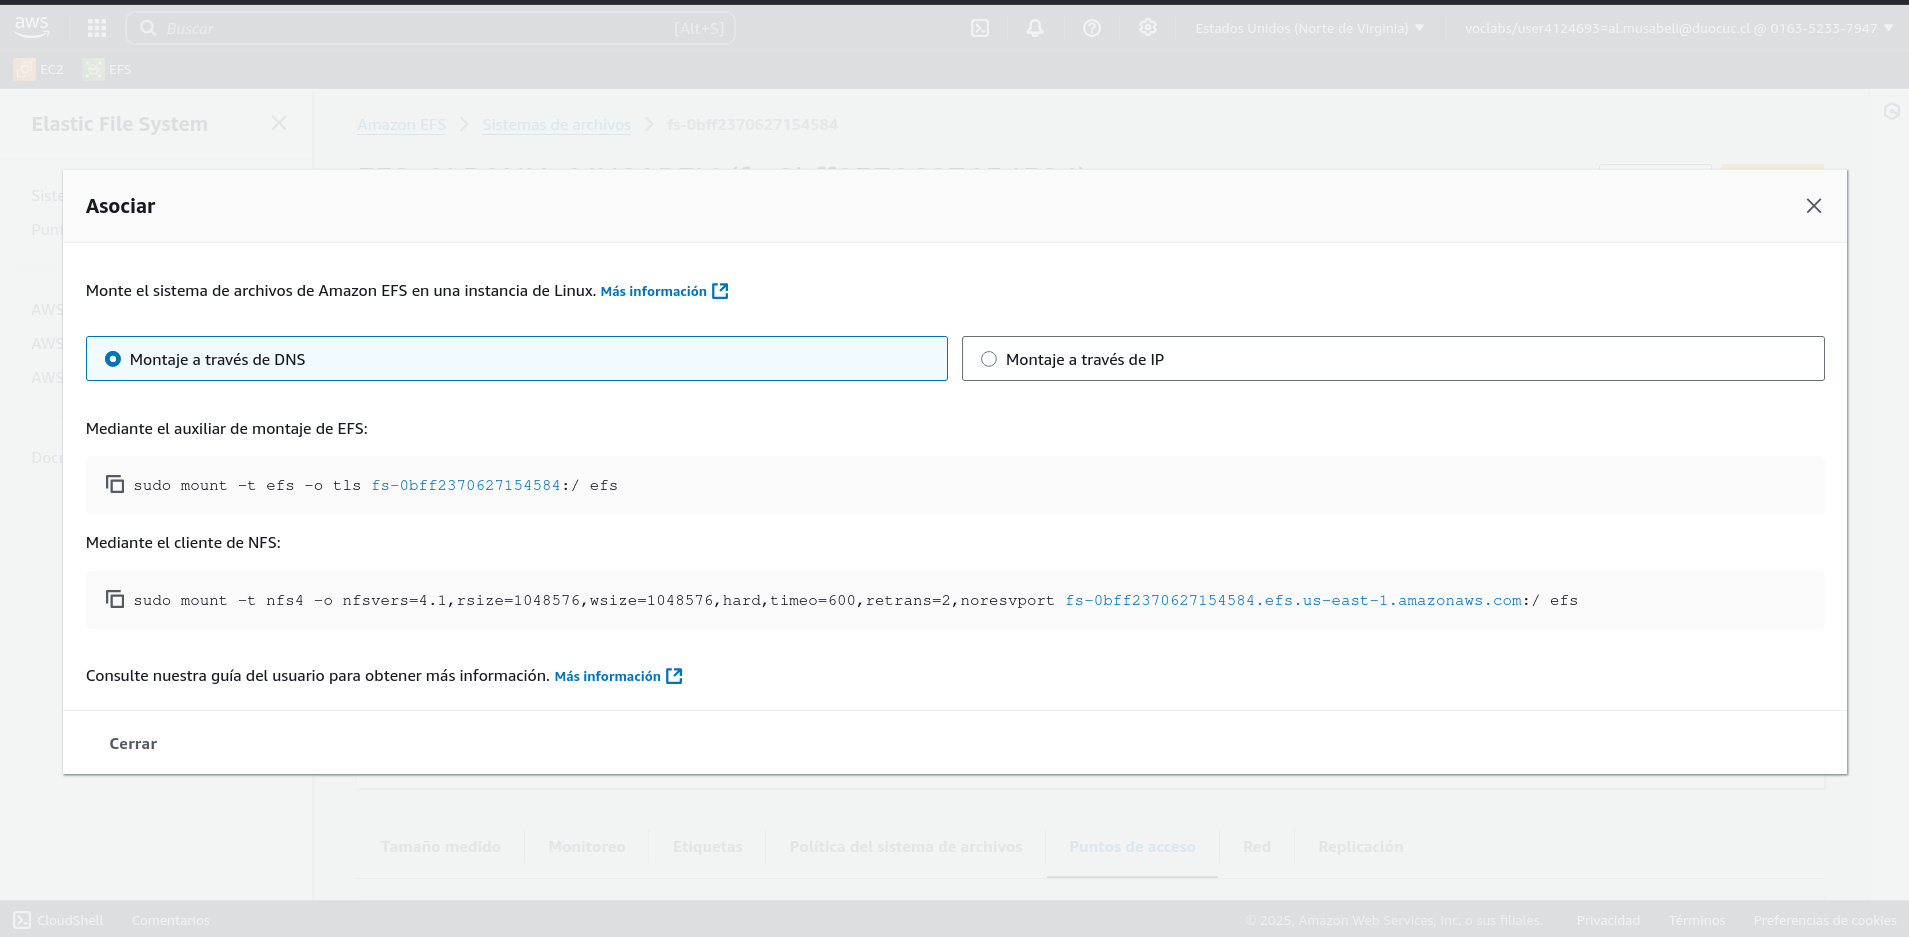 aws
Buscar
[Alt+S]
Estados Unidos (Norte de Virginia)
voclabs/user4124693=al.musabeli@duocuc.cl @ 0163-5233-7947
EC2
EFS
Elastic File System
Amazon EFS
Sistemas de archivos
fs-0bff2370627154584
Asociar
Monte el sistema de archivos de Amazon EFS en una instancia de Linux. Más información
Montaje a través de DNS
Montaje a través de IP
Mediante el auxiliar de montaje de EFS:
sudo mount -t efs -o tls fs-0bff2370627154584:/ efs
Mediante el cliente de NFS:
sudo mount -t nfs4 -o nfsvers=4.1,rsize=1048576,wsize=1048576,hard,timeo=600,retrans=2,noresvport fs-0bff2370627154584.efs.us-east-1.amazonaws.com:/ efs
Consulte nuestra guía del usuario para obtener más información. Más información
Cerrar
AWS
AWS
AWS
Tamaño medido
Monitoreo
Etiquetas
Política del sistema de archivos
Puntos de acceso
Red
Replicación
CloudShell
Comentarios
© 2025, Amazon Web Services, Inc. o sus filiales.
Privacidad
Términos
Preferencias de cookies